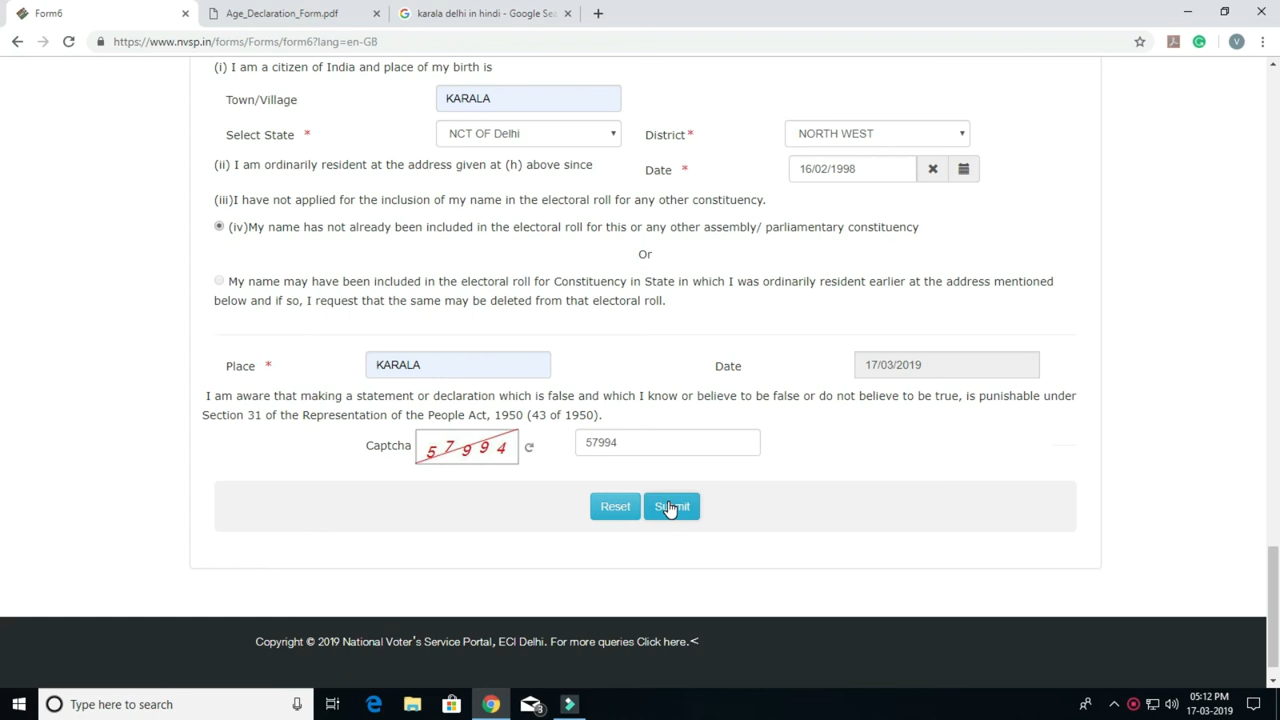 Form6
Age_Declaration_Form.pdf
karala delhi in hindi - Google Sea
https://www.nvsp.in/forms/Forms/form6?lang=en-GB
V
(i) I am a citizen of India and place of my birth is
Town/Village KARALA
Select State * NCT OF Delhi District* NORTH WEST
(ii) I am ordinarily resident at the address given at (h) above since Date * 16/02/1998
(iii)I have not applied for the inclusion of my name in the electoral roll for any other constituency.
(iv)My name has not already been included in the electoral roll for this or any other assembly/ parliamentary constituency
Or
My name may have been included in the electoral roll for Constituency in State in which I was ordinarily resident earlier at the address mentioned
below and if so, I request that the same may be deleted from that electoral roll.
Place * KARALA Date 17/03/2019
I am aware that making a statement or declaration which is false and which I know or believe to be false or do not believe to be true, is punishable under
Section 31 of the Representation of the People Act, 1950 (43 of 1950).
Captcha 57994 57994
Reset Submit
Copyright © 2019 National Voter's Service Portal, ECI Delhi. For more queries Click here.<
Type here to search
3
05:12 PM
17-03-2019